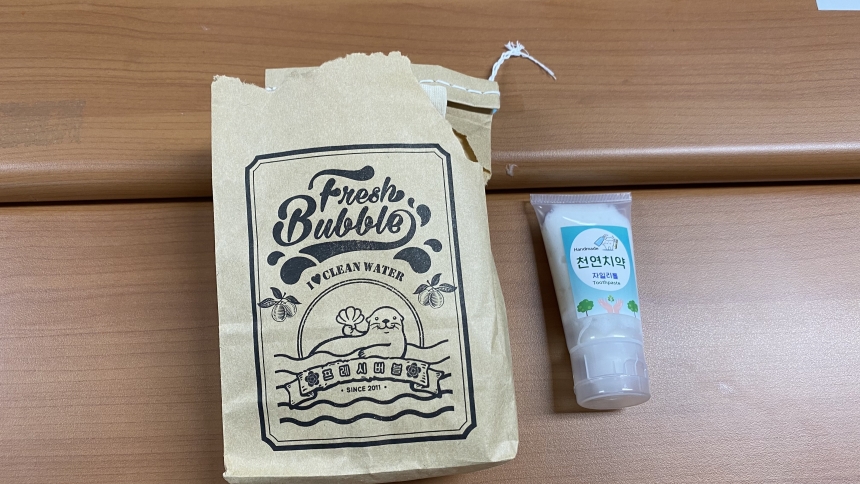 Fresh
Bubble
I♥CLEAN WATER
프레시버블
• SINCE 2011 •
Handmade
천연치약
자일리톨
Toothpaste